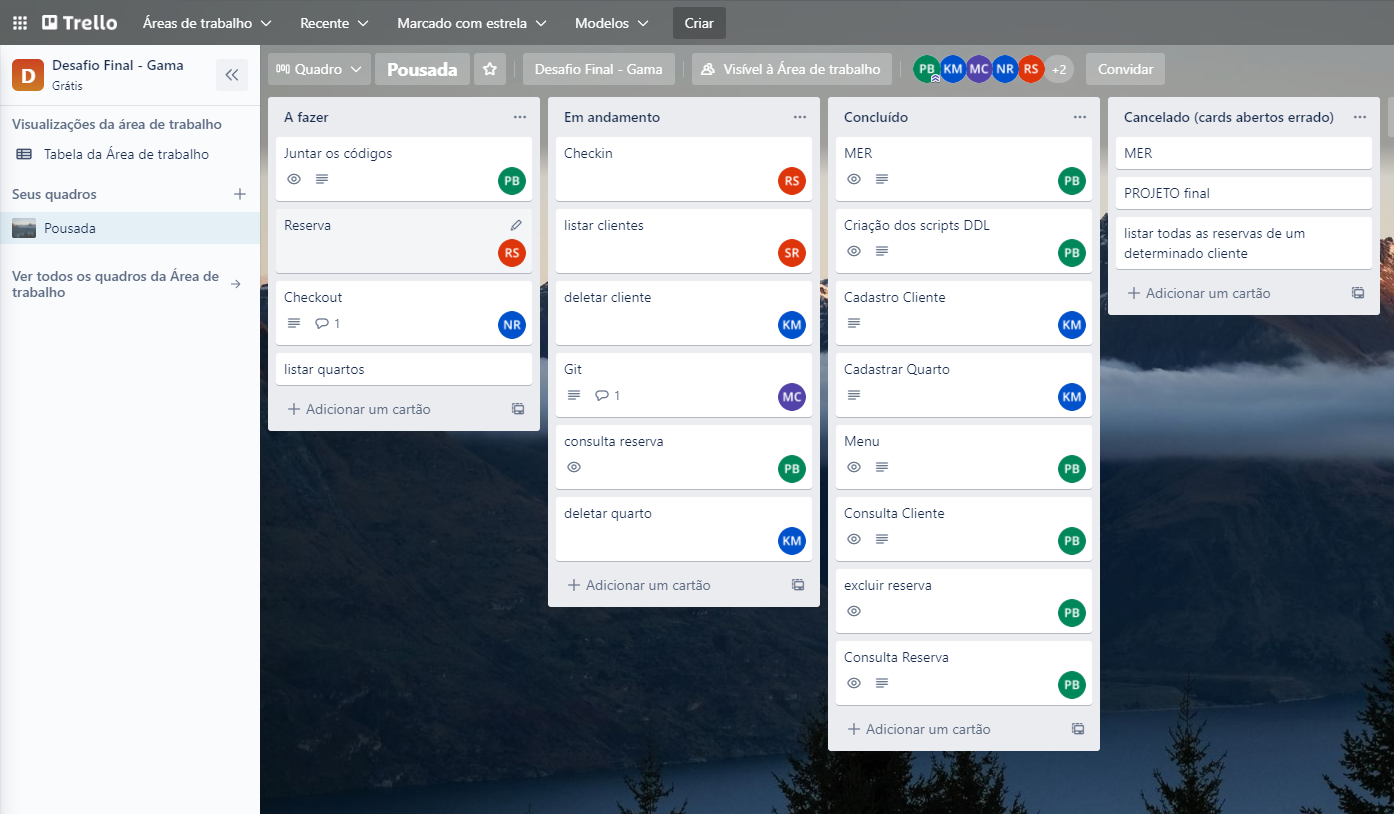 Trello
Áreas de trabalho
Recente
Marcado com estrela
Modelos
Criar
D
Desafio Final - Gama
Grátis
Visualizações da área de trabalho
Tabela da Área de trabalho
Seus quadros
Pousada
Ver todos os quadros da Área de
trabalho
Quadro
Pousada
Desafio Final - Gama
Visível à Área de trabalho
PB
KM
MC
NR
RS
+2
Convidar
A fazer
Juntar os códigos
PB
Reserva
RS
Checkout
1
NR
listar quartos
Adicionar um cartão
Em andamento
Checkin
RS
listar clientes
SR
deletar cliente
KM
Git
1
MC
consulta reserva
PB
deletar quarto
KM
Adicionar um cartão
Concluído
MER
PB
Criação dos scripts DDL
PB
Cadastro Cliente
KM
Cadastrar Quarto
KM
Menu
PB
Consulta Cliente
PB
excluir reserva
PB
Consulta Reserva
PB
Adicionar um cartão
Cancelado (cards abertos errado)
MER
PROJETO final
listar todas as reservas de um
determinado cliente
Adicionar um cartão